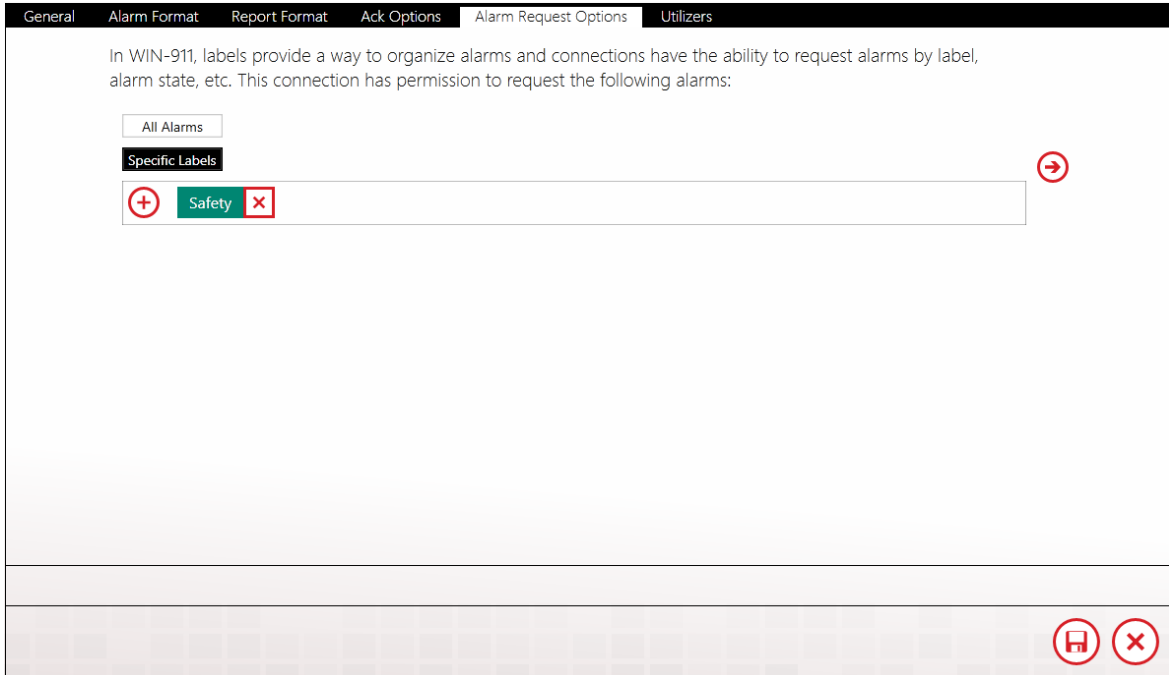 General Alarm Format Report Format Ack Options Alarm Request Options Utilizers
In WIN-911, labels provide a way to organize alarms and connections have the ability to request alarms by label,
alarm state, etc. This connection has permission to request the following alarms:
All Alarms
Specific Labels
Safety